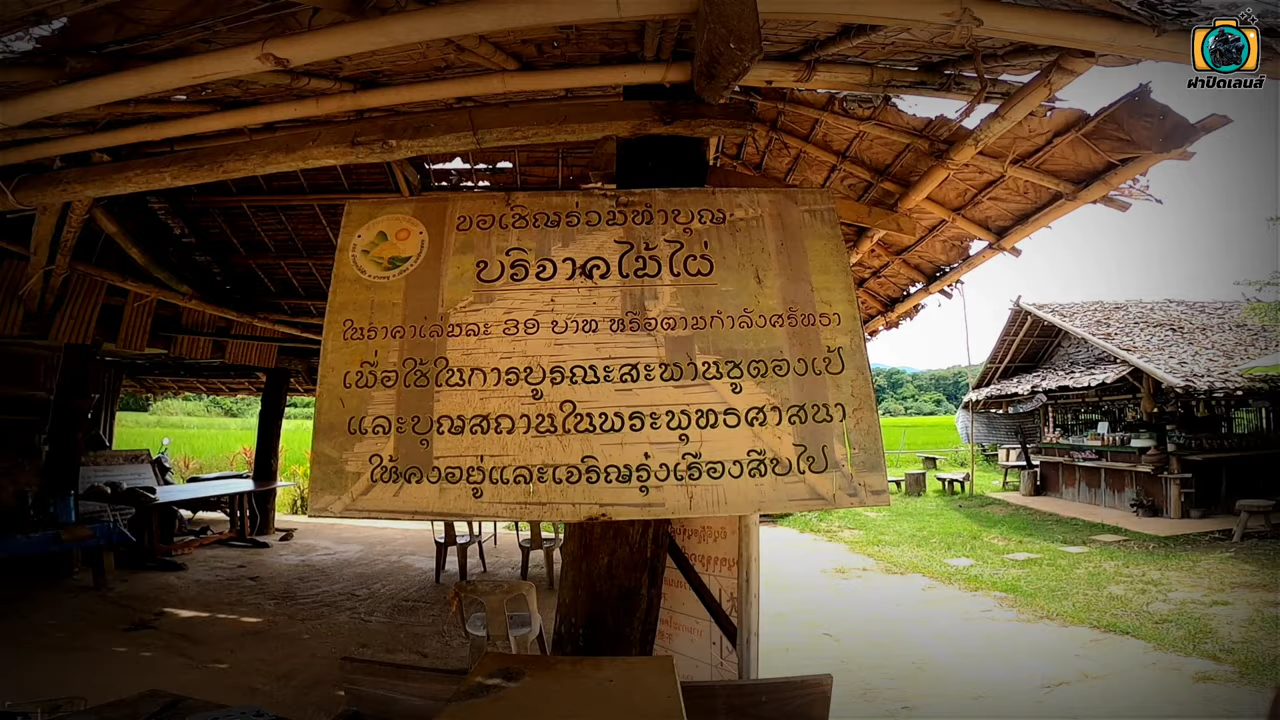 ฝาปิดเลนส์
ขอเชิญร่วมทำบุญ
บริจาคไม้ไผ่
ในราคาเล่มละ 39 บาท หรือตามกำลังศรัทธา
เพื่อใช้ในการบูรณะสะพานซูตองเป้
และบุญสถานในพระพุทธศาสนา
ให้คงอยู่และเจริญรุ่งเรืองสืบไป